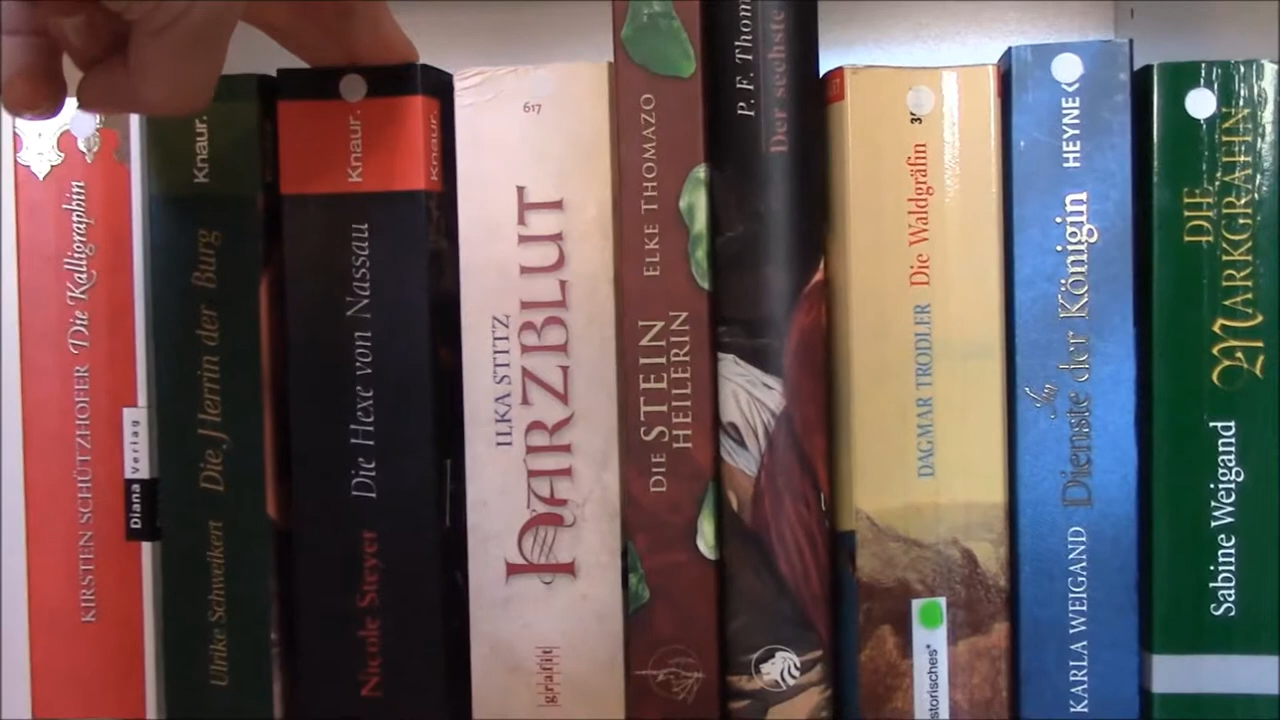 KIRSTEN SCHÜTZHOFER Die Kalligraphin
Diana Verlag
Ulrike Schweikert Die Herrin der Burg Knaur.
Nicole Steyer Die Hexe von Nassau Knaur.
Knaur.
617
ILKA STITZ
HARZBLUT
grafit
DIE STEIN
HEILERIN
ELKE THOMAZO
P. F. Thom
Der sechste
DAGMAR TRODLER Die Waldgräfin
storisches*
KARLA WEIGAND Im Dienste der Königin HEYNE
Sabine Weigand DIE MARKGRÄFIN